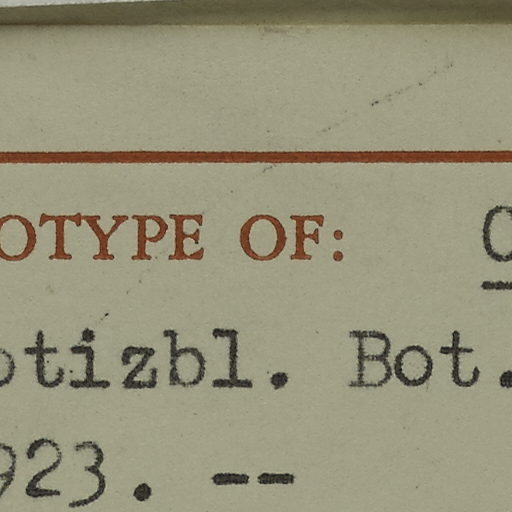 OTYPE OF: C
otizbl. Bot.
923. --